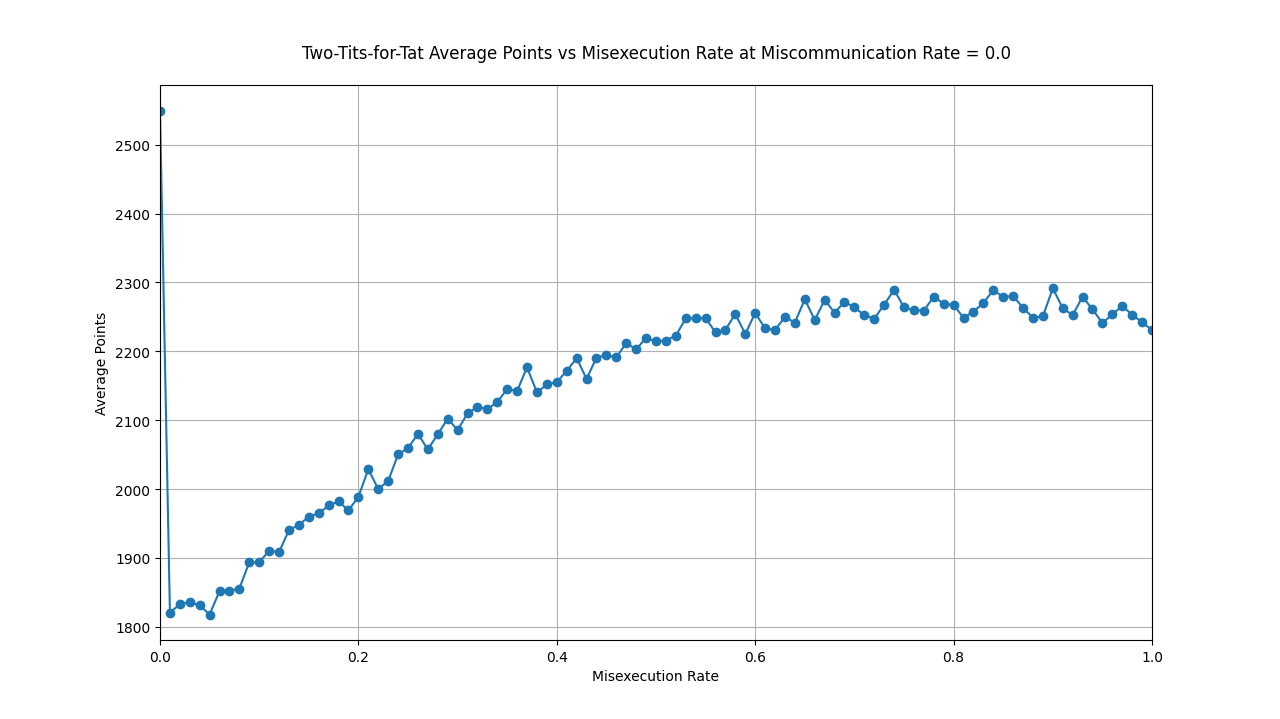 Two-Tits-for-Tat Average Points vs Misexecution Rate at Miscommunication Rate = 0.0
2500
2400
2300
2200
2100
2000
1900
1800
Average Points
0.0 0.2 0.4 0.6 0.8 1.0
Misexecution Rate